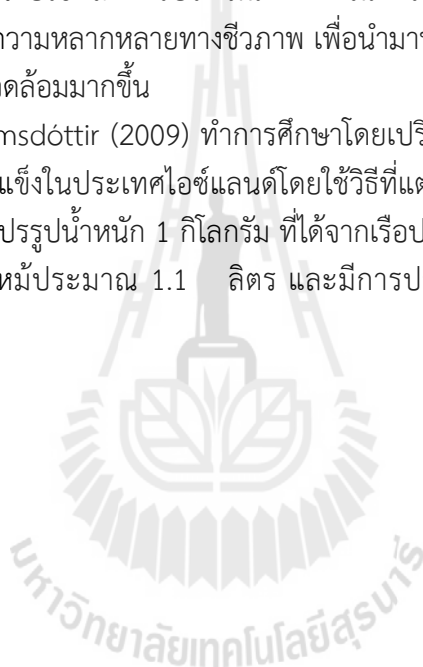 ความหลากหลายทางชีวภาพ เพื่อนำมา
ดล้อมมากขึ้น
msdóttir (2009) ทำการศึกษาโดยเปรี
แข็งในประเทศไอซ์แลนด์โดยใช้วิธีที่แต
ปรรูปน้ำหนัก 1 กิโลกรัม ที่ได้จากเรือป
หม้ประมาณ 1.1 ลิตร และมีการป
มหาวิทยาลัยเทคโนโลยีสุรนารี